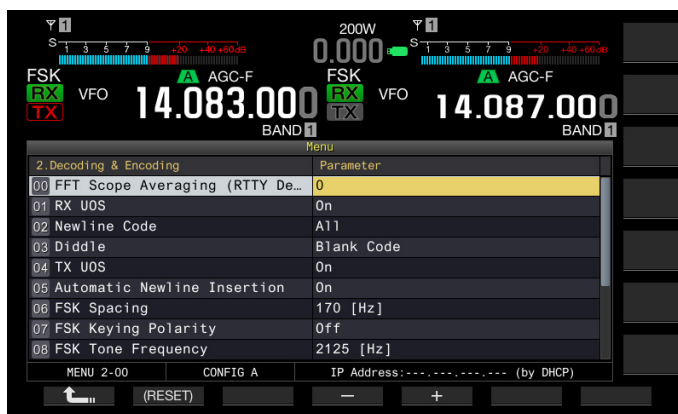 1 200W 1
S 1 3 5 7 9 +20 +40 +60dB 0.000 S 1 3 5 7 9 +20 +40 +60dB
FSK A AGC-F FSK A AGC-F
RX VFO 14.083.000 RX VFO 14.087.000
TX TX
BAND 1 BAND 1
Menu
2.Decoding & Encoding Parameter
00 FFT Scope Averaging (RTTY De… 0
01 RX UOS On
02 Newline Code All
03 Diddle Blank Code
04 TX UOS On
05 Automatic Newline Insertion On
06 FSK Spacing 170 [Hz]
07 FSK Keying Polarity Off
08 FSK Tone Frequency 2125 [Hz]
MENU 2-00 CONFIG A IP Address:---.---.---.--- (by DHCP)
(RESET) − +